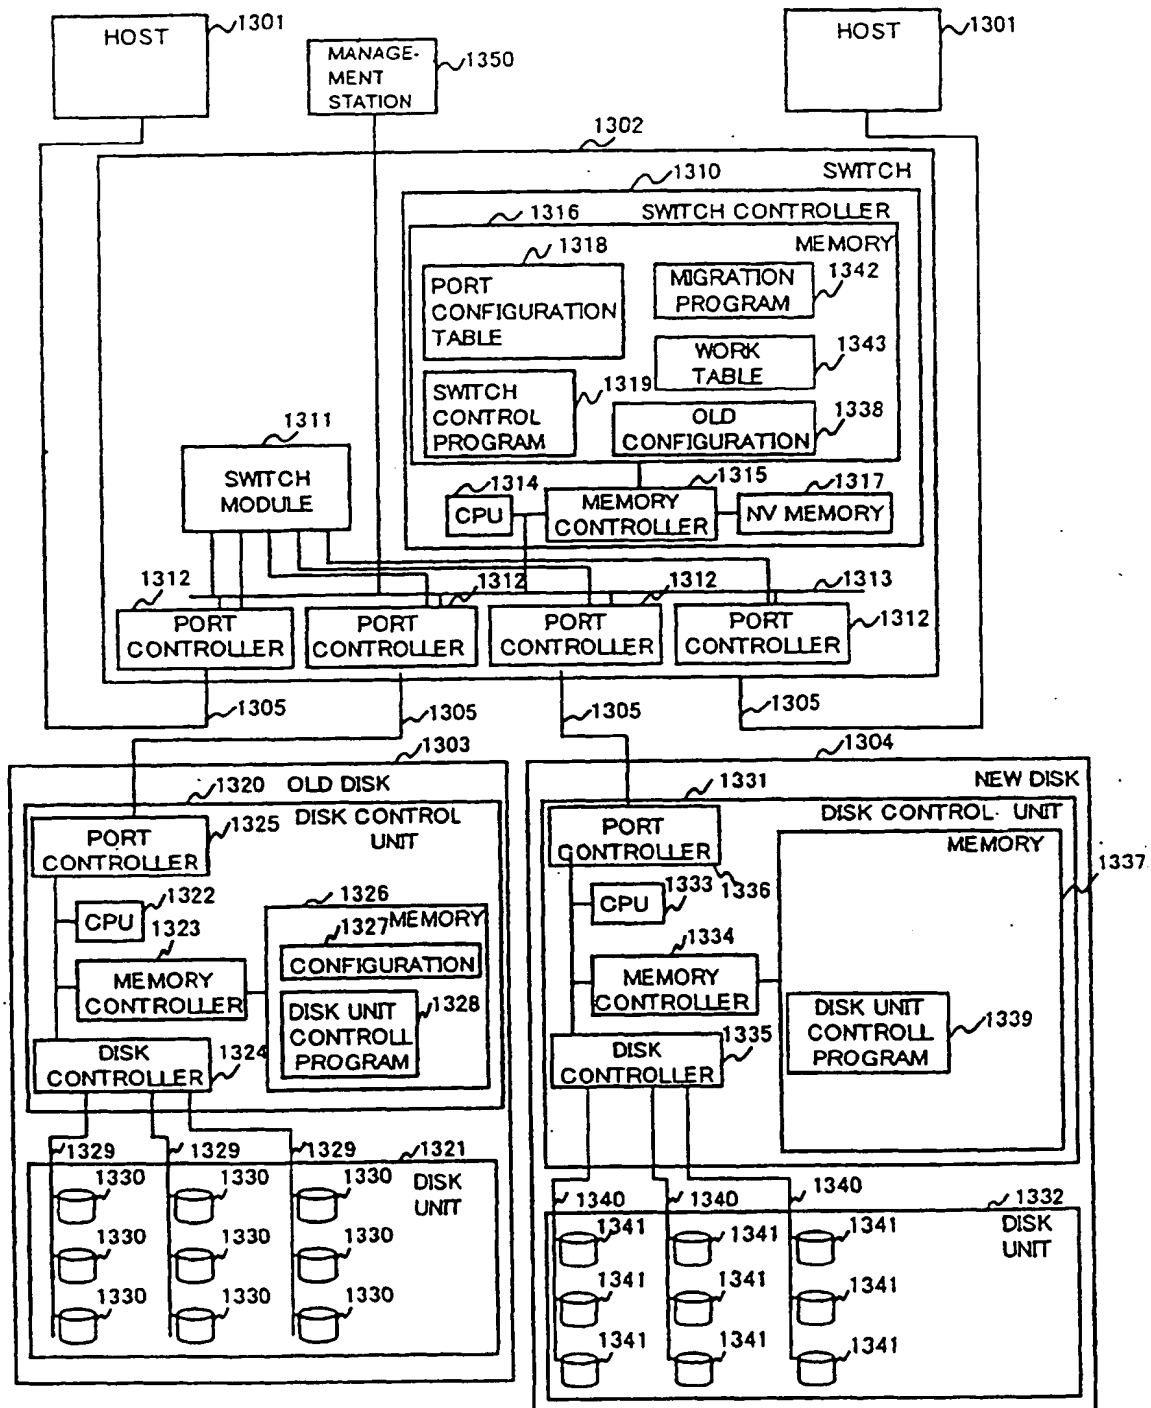 HOST
1301
MANAGE-
MENT
STATION
1350
HOST
1301
1302
SWITCH
1310
SWITCH CONTROLLER
1316
MEMORY
1318
PORT
CONFIGURATION
TABLE
MIGRATION
PROGRAM
1342
WORK
TABLE
1343
SWITCH
CONTROL
PROGRAM
1319
OLD
CONFIGURATION
1338
1311
SWITCH
MODULE
1314
CPU
1315
MEMORY
CONTROLLER
1317
NV MEMORY
1312
1312
1312
1313
PORT
CONTROLLER
PORT
CONTROLLER
PORT
CONTROLLER
PORT
CONTROLLER
1312
1305
1305
1305
1305
1303
1304
1320
OLD DISK
DISK CONTROL
UNIT
PORT
CONTROLLER
1325
1322
CPU
1323
MEMORY
CONTROLLER
1326
MEMORY
1327
CONFIGURATION
DISK UNIT
CONTROLL
PROGRAM
1328
DISK
CONTROLLER
1324
1329
1329
1329
1321
DISK
UNIT
1330
1330
1330
1330
1330
1330
1330
1330
1330
1331
NEW DISK
DISK CONTROL UNIT
PORT
CONTROLLER
1336
MEMORY
1337
CPU
1333
1334
MEMORY
CONTROLLER
DISK UNIT
CONTROLL
PROGRAM
1339
DISK
CONTROLLER
1335
1340
1340
1340
1332
DISK
UNIT
1341
1341
1341
1341
1341
1341
1341
1341
1341